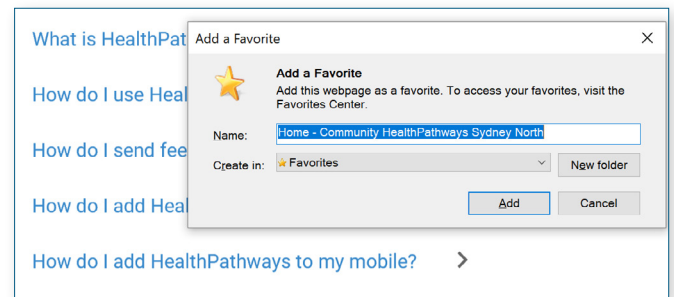 What is HealthPat
Add a Favorite
Add a Favorite
Add this webpage as a favorite. To access your favorites, visit the
Favorites Center.
How do I use Heal
Name:
Home - Community HealthPathways Sydney North
How do I send fee
Create in:
Favorites
New folder
How do I add Heal
Add
Cancel
How do I add HealthPathways to my mobile?